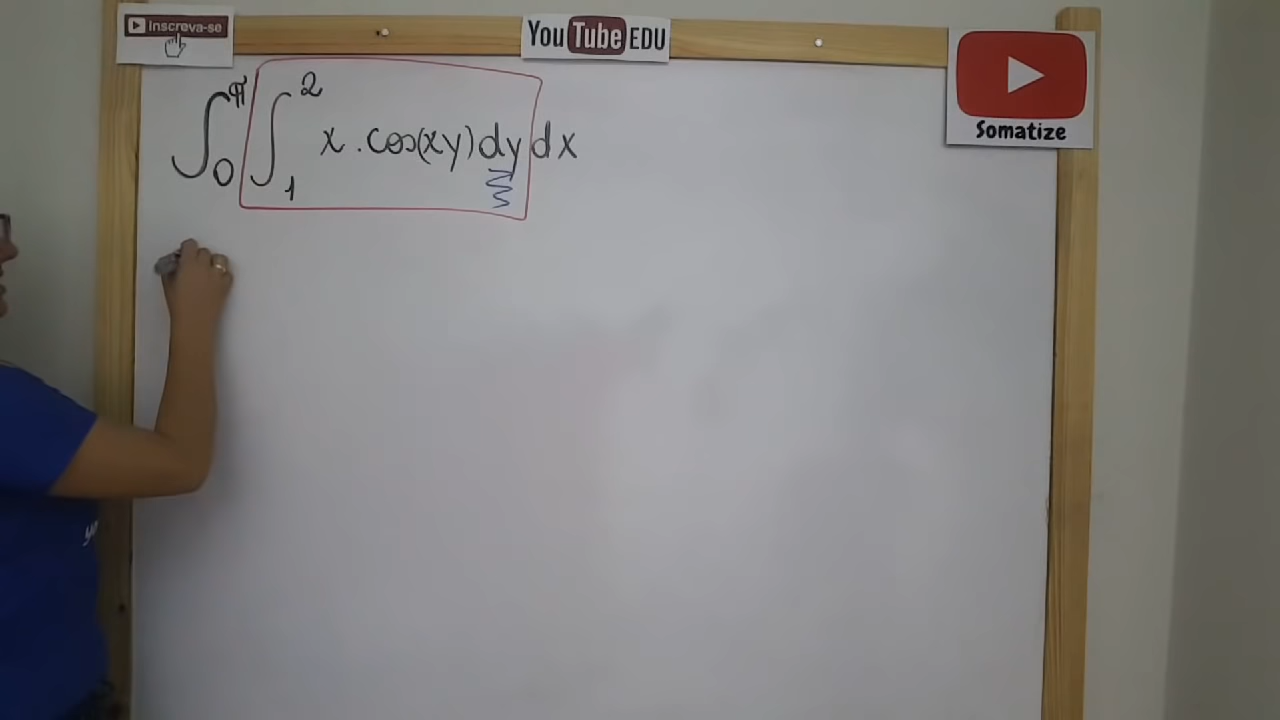 Inscreva-se
YouTube EDU
Somatize
∫₀^π ∫₁² x . cos(xy) dy dx